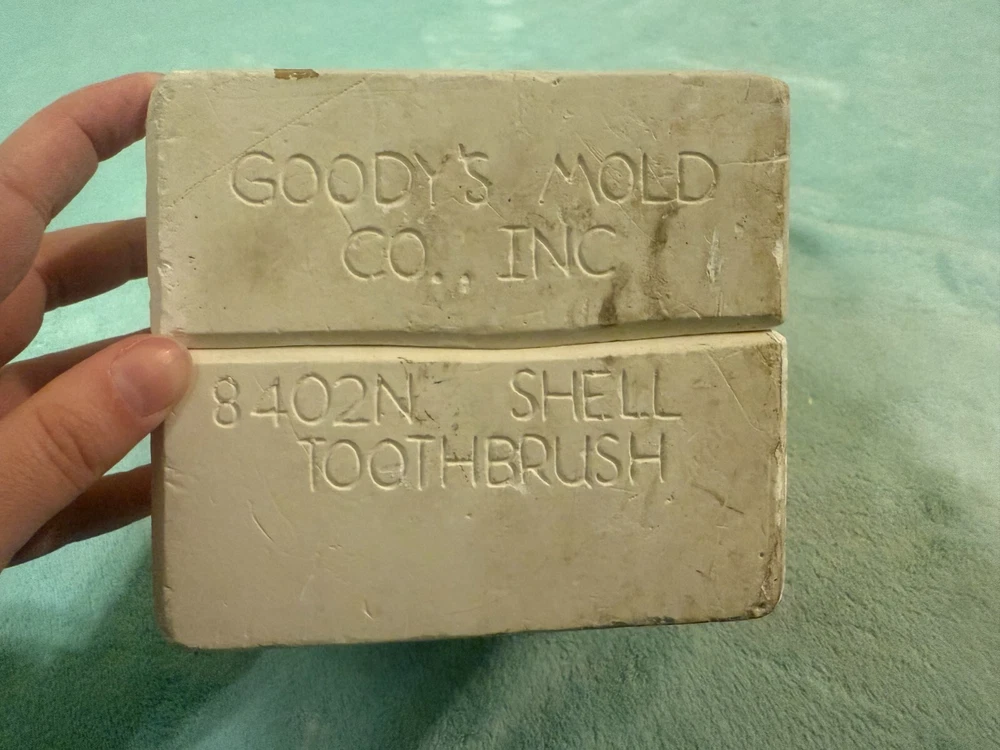 GOODY'S MOLD
CO., INC
8402N SHELL
TOOTHBRUSH